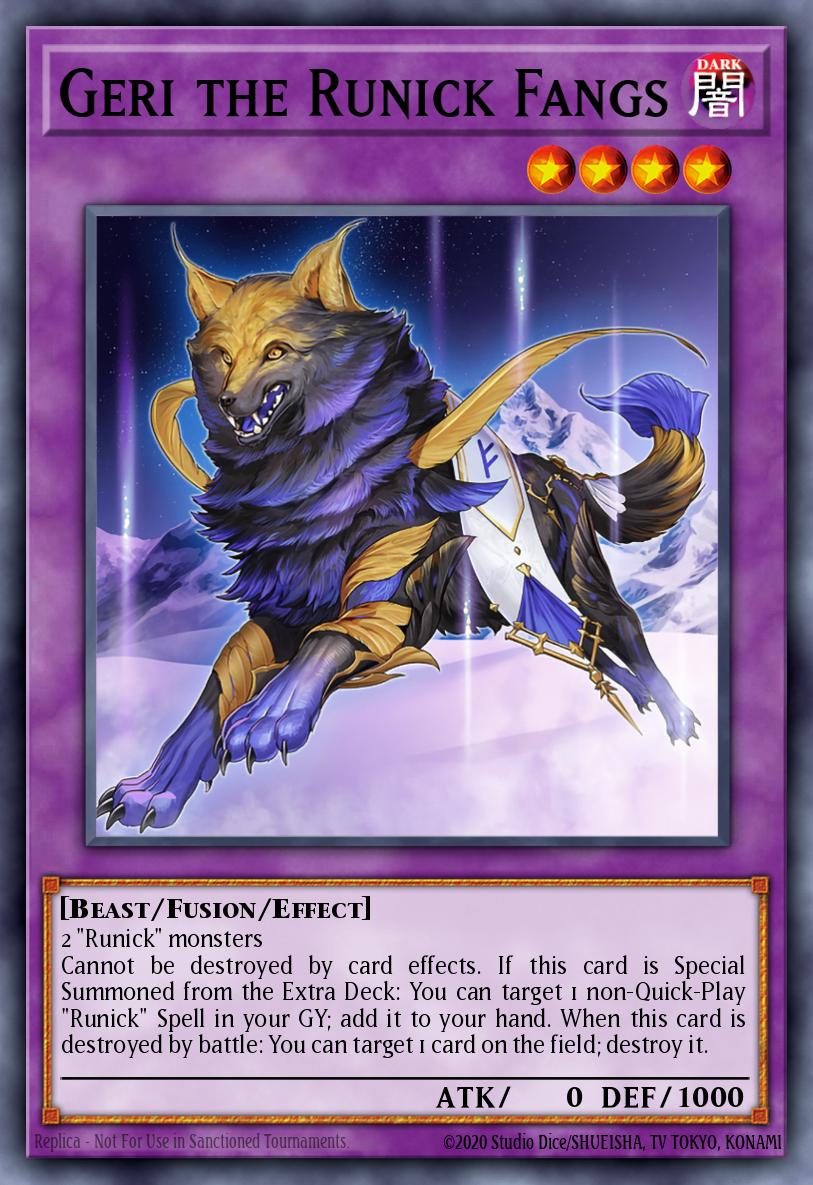 Geri the Runick Fangs
DARK
闇
[Beast/Fusion/Effect]
2 "Runick" monsters
Cannot be destroyed by card effects. If this card is Special
Summoned from the Extra Deck: You can target 1 non-Quick-Play
"Runick" Spell in your GY; add it to your hand. When this card is
destroyed by battle: You can target 1 card on the field; destroy it.
ATK/ 0 DEF/1000
Replica - Not For Use in Sanctioned Tournaments.
©2020 Studio Dice/SHUEISHA, TV TOKYO, KONAMI